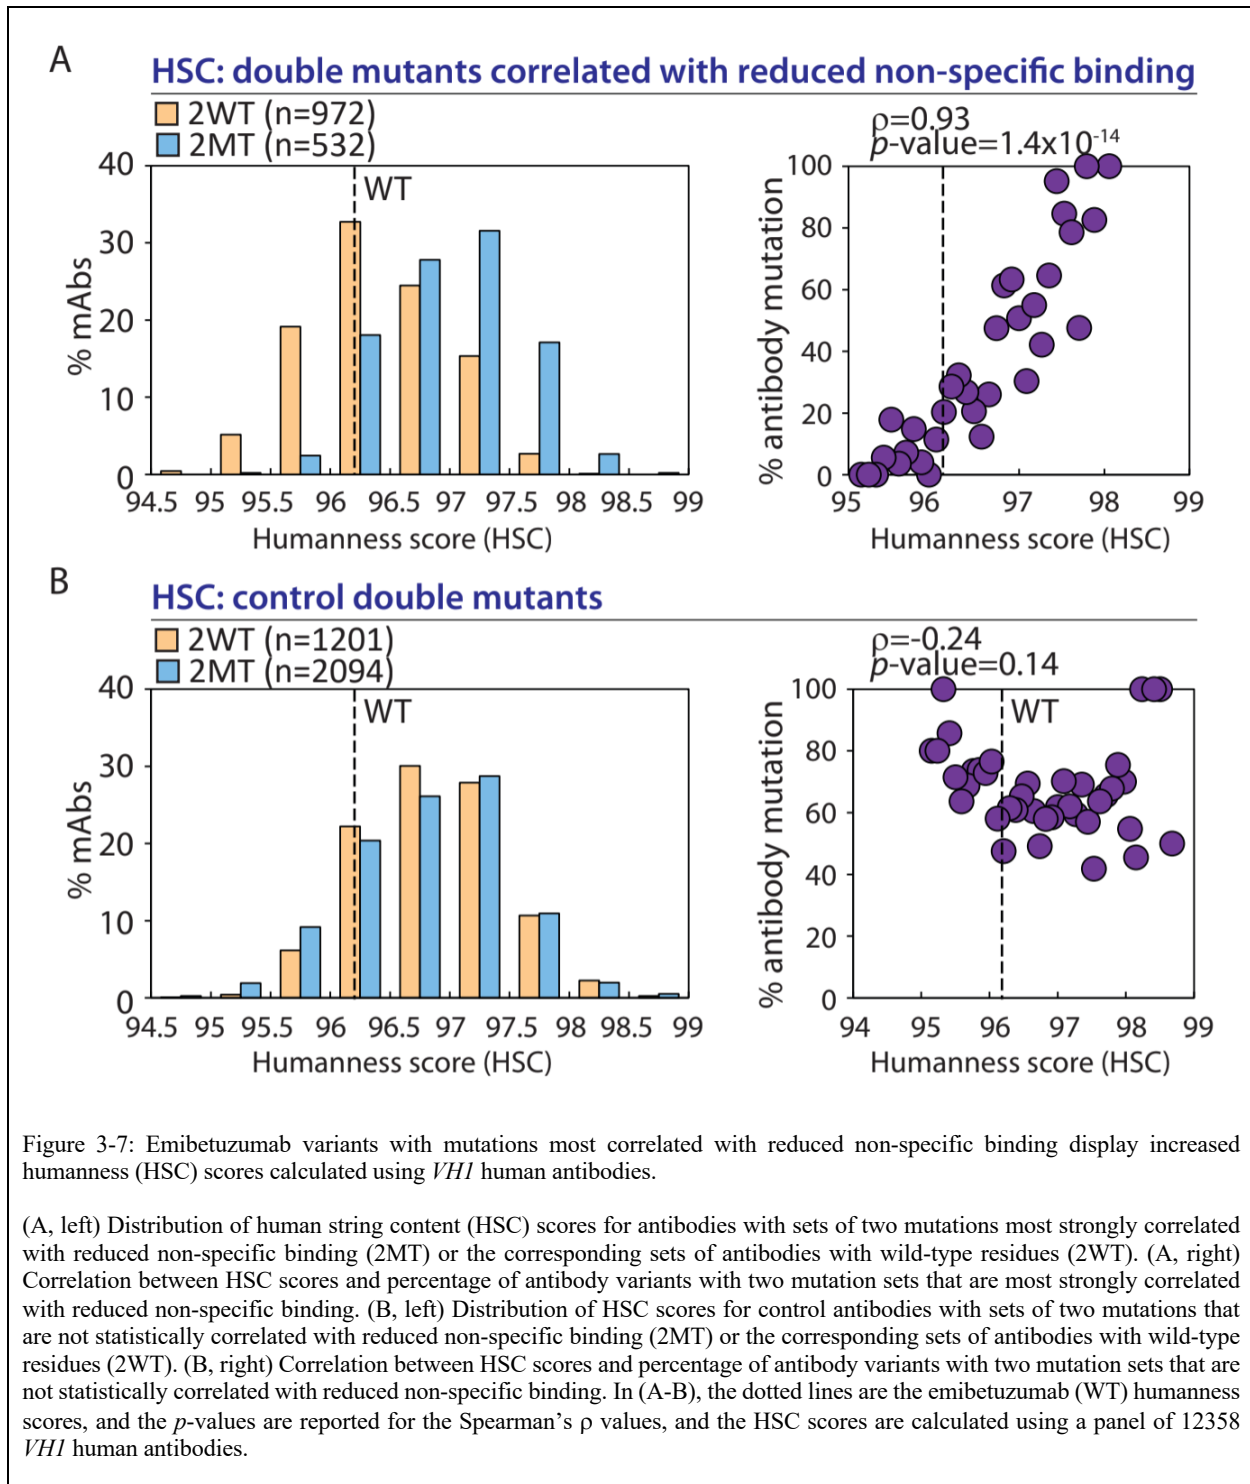 A
HSC: double mutants correlated with reduced non-specific binding
2WT (n=972)
2MT (n=532)
40
30
20
10
0
% mAbs
WT
94.5 95 95.5 96 96.5 97 97.5 98 98.5 99
Humanness score (HSC)
ρ=0.93
p-value=1.4x10⁻¹⁴
100
80
60
40
20
0
% antibody mutation
95 96 97 98 99
Humanness score (HSC)
B
HSC: control double mutants
2WT (n=1201)
2MT (n=2094)
40
30
20
10
0
% mAbs
WT
94.5 95 95.5 96 96.5 97 97.5 98 98.5 99
Humanness score (HSC)
ρ=-0.24
p-value=0.14
100
80
60
40
20
0
% antibody mutation
WT
94 95 96 97 98 99
Humanness score (HSC)
Figure 3-7: Emibetuzumab variants with mutations most correlated with reduced non-specific binding display increased
humanness (HSC) scores calculated using VH1 human antibodies.
(A, left) Distribution of human string content (HSC) scores for antibodies with sets of two mutations most strongly correlated
with reduced non-specific binding (2MT) or the corresponding sets of antibodies with wild-type residues (2WT). (A, right)
Correlation between HSC scores and percentage of antibody variants with two mutation sets that are most strongly correlated
with reduced non-specific binding. (B, left) Distribution of HSC scores for control antibodies with sets of two mutations that
are not statistically correlated with reduced non-specific binding (2MT) or the corresponding sets of antibodies with wild-type
residues (2WT). (B, right) Correlation between HSC scores and percentage of antibody variants with two mutation sets that are
not statistically correlated with reduced non-specific binding. In (A-B), the dotted lines are the emibetuzumab (WT) humanness
scores, and the p-values are reported for the Spearman's ρ values, and the HSC scores are calculated using a panel of 12358
VH1 human antibodies.